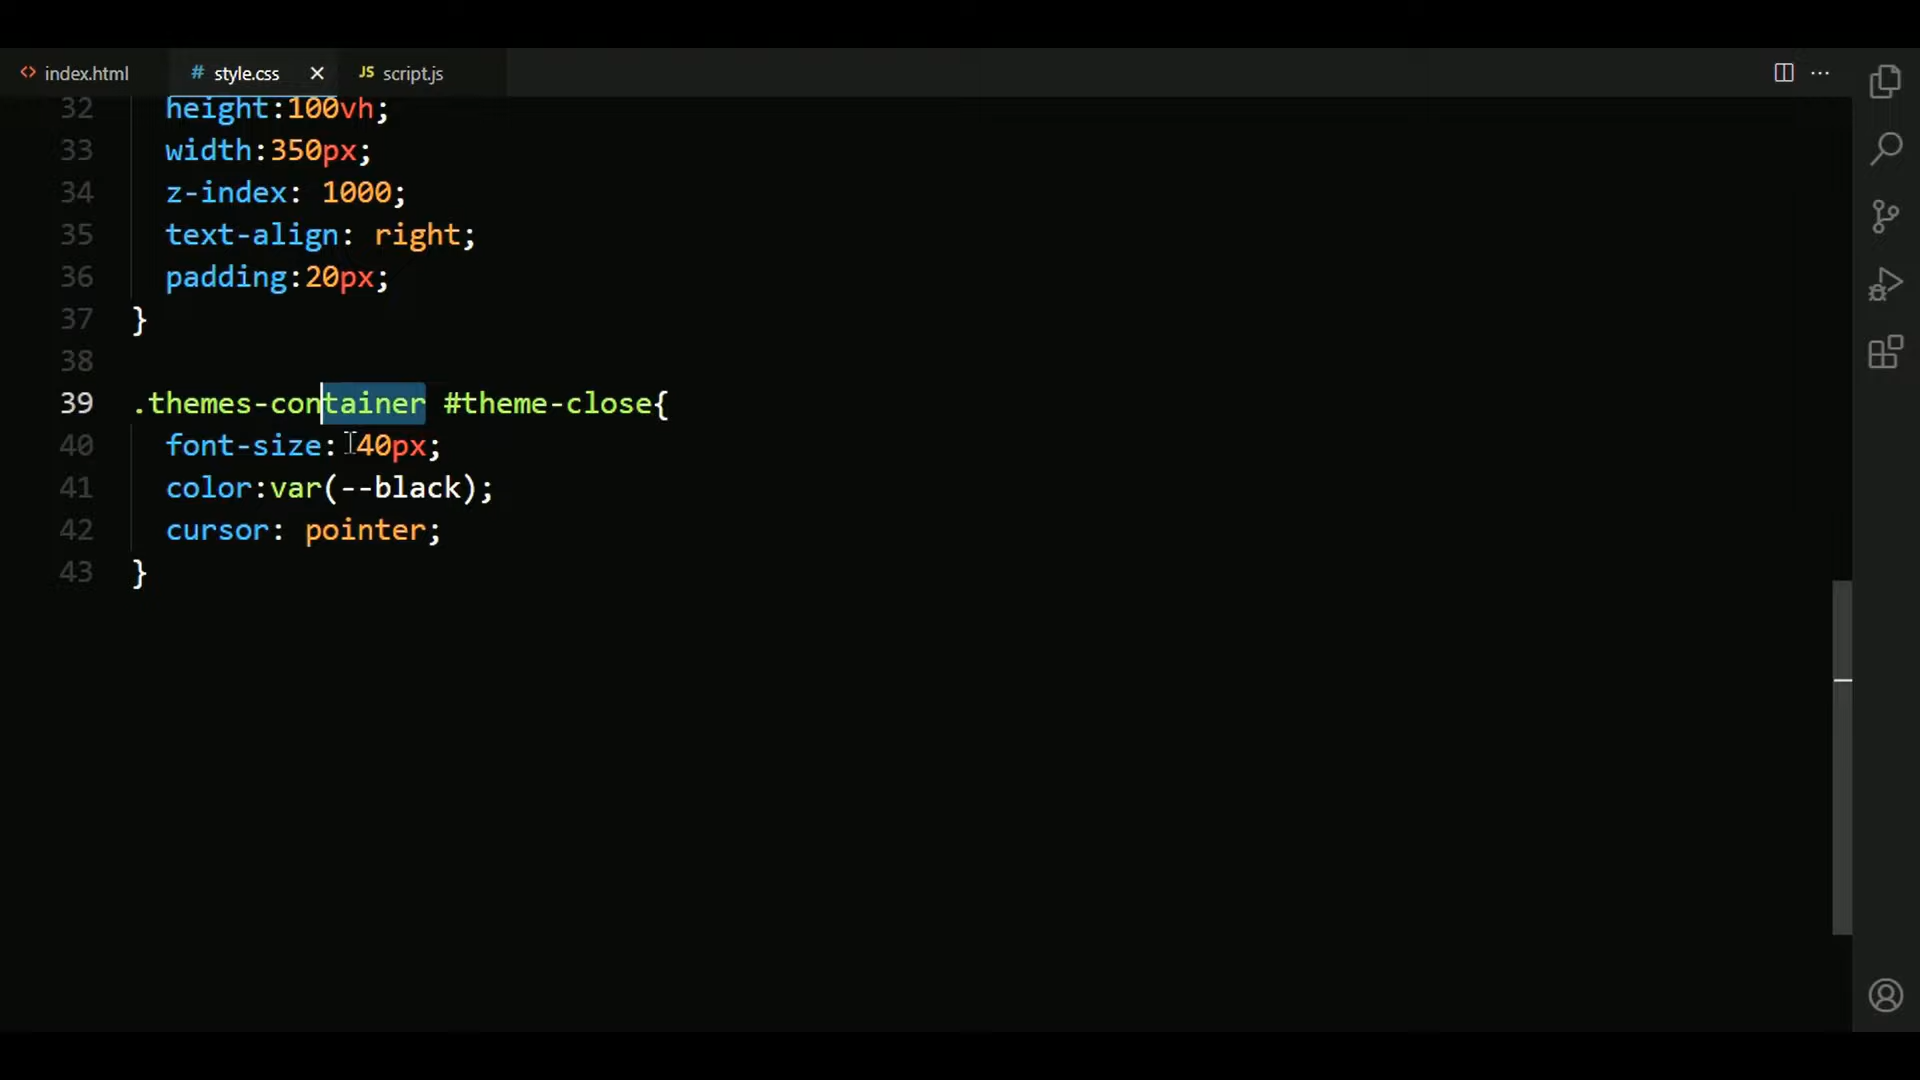 index.html
# style.css
JS script.js
32 height:100vh;
33 width:350px;
34 z-index: 1000;
35 text-align: right;
36 padding:20px;
37 }
38
39 .themes-container #theme-close{
40 font-size: 40px;
41 color:var(--black);
42 cursor: pointer;
43 }